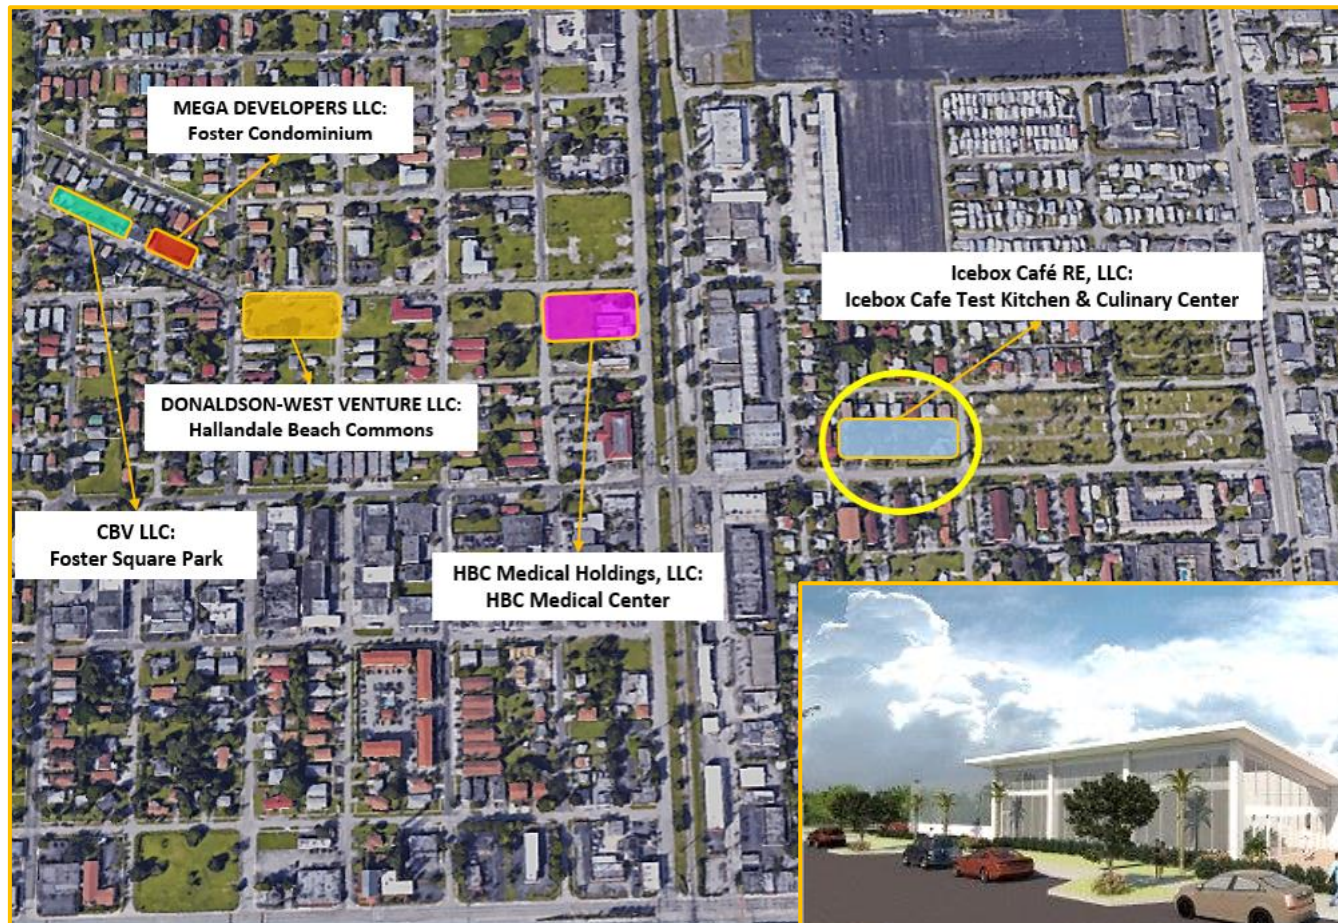 MEGA DEVELOPERS LLC:
Foster Condominium
Icebox Café RE, LLC:
Icebox Cafe Test Kitchen & Culinary Center
DONALDSON-WEST VENTURE LLC:
Hallandale Beach Commons
CBV LLC:
Foster Square Park
HBC Medical Holdings, LLC:
HBC Medical Center